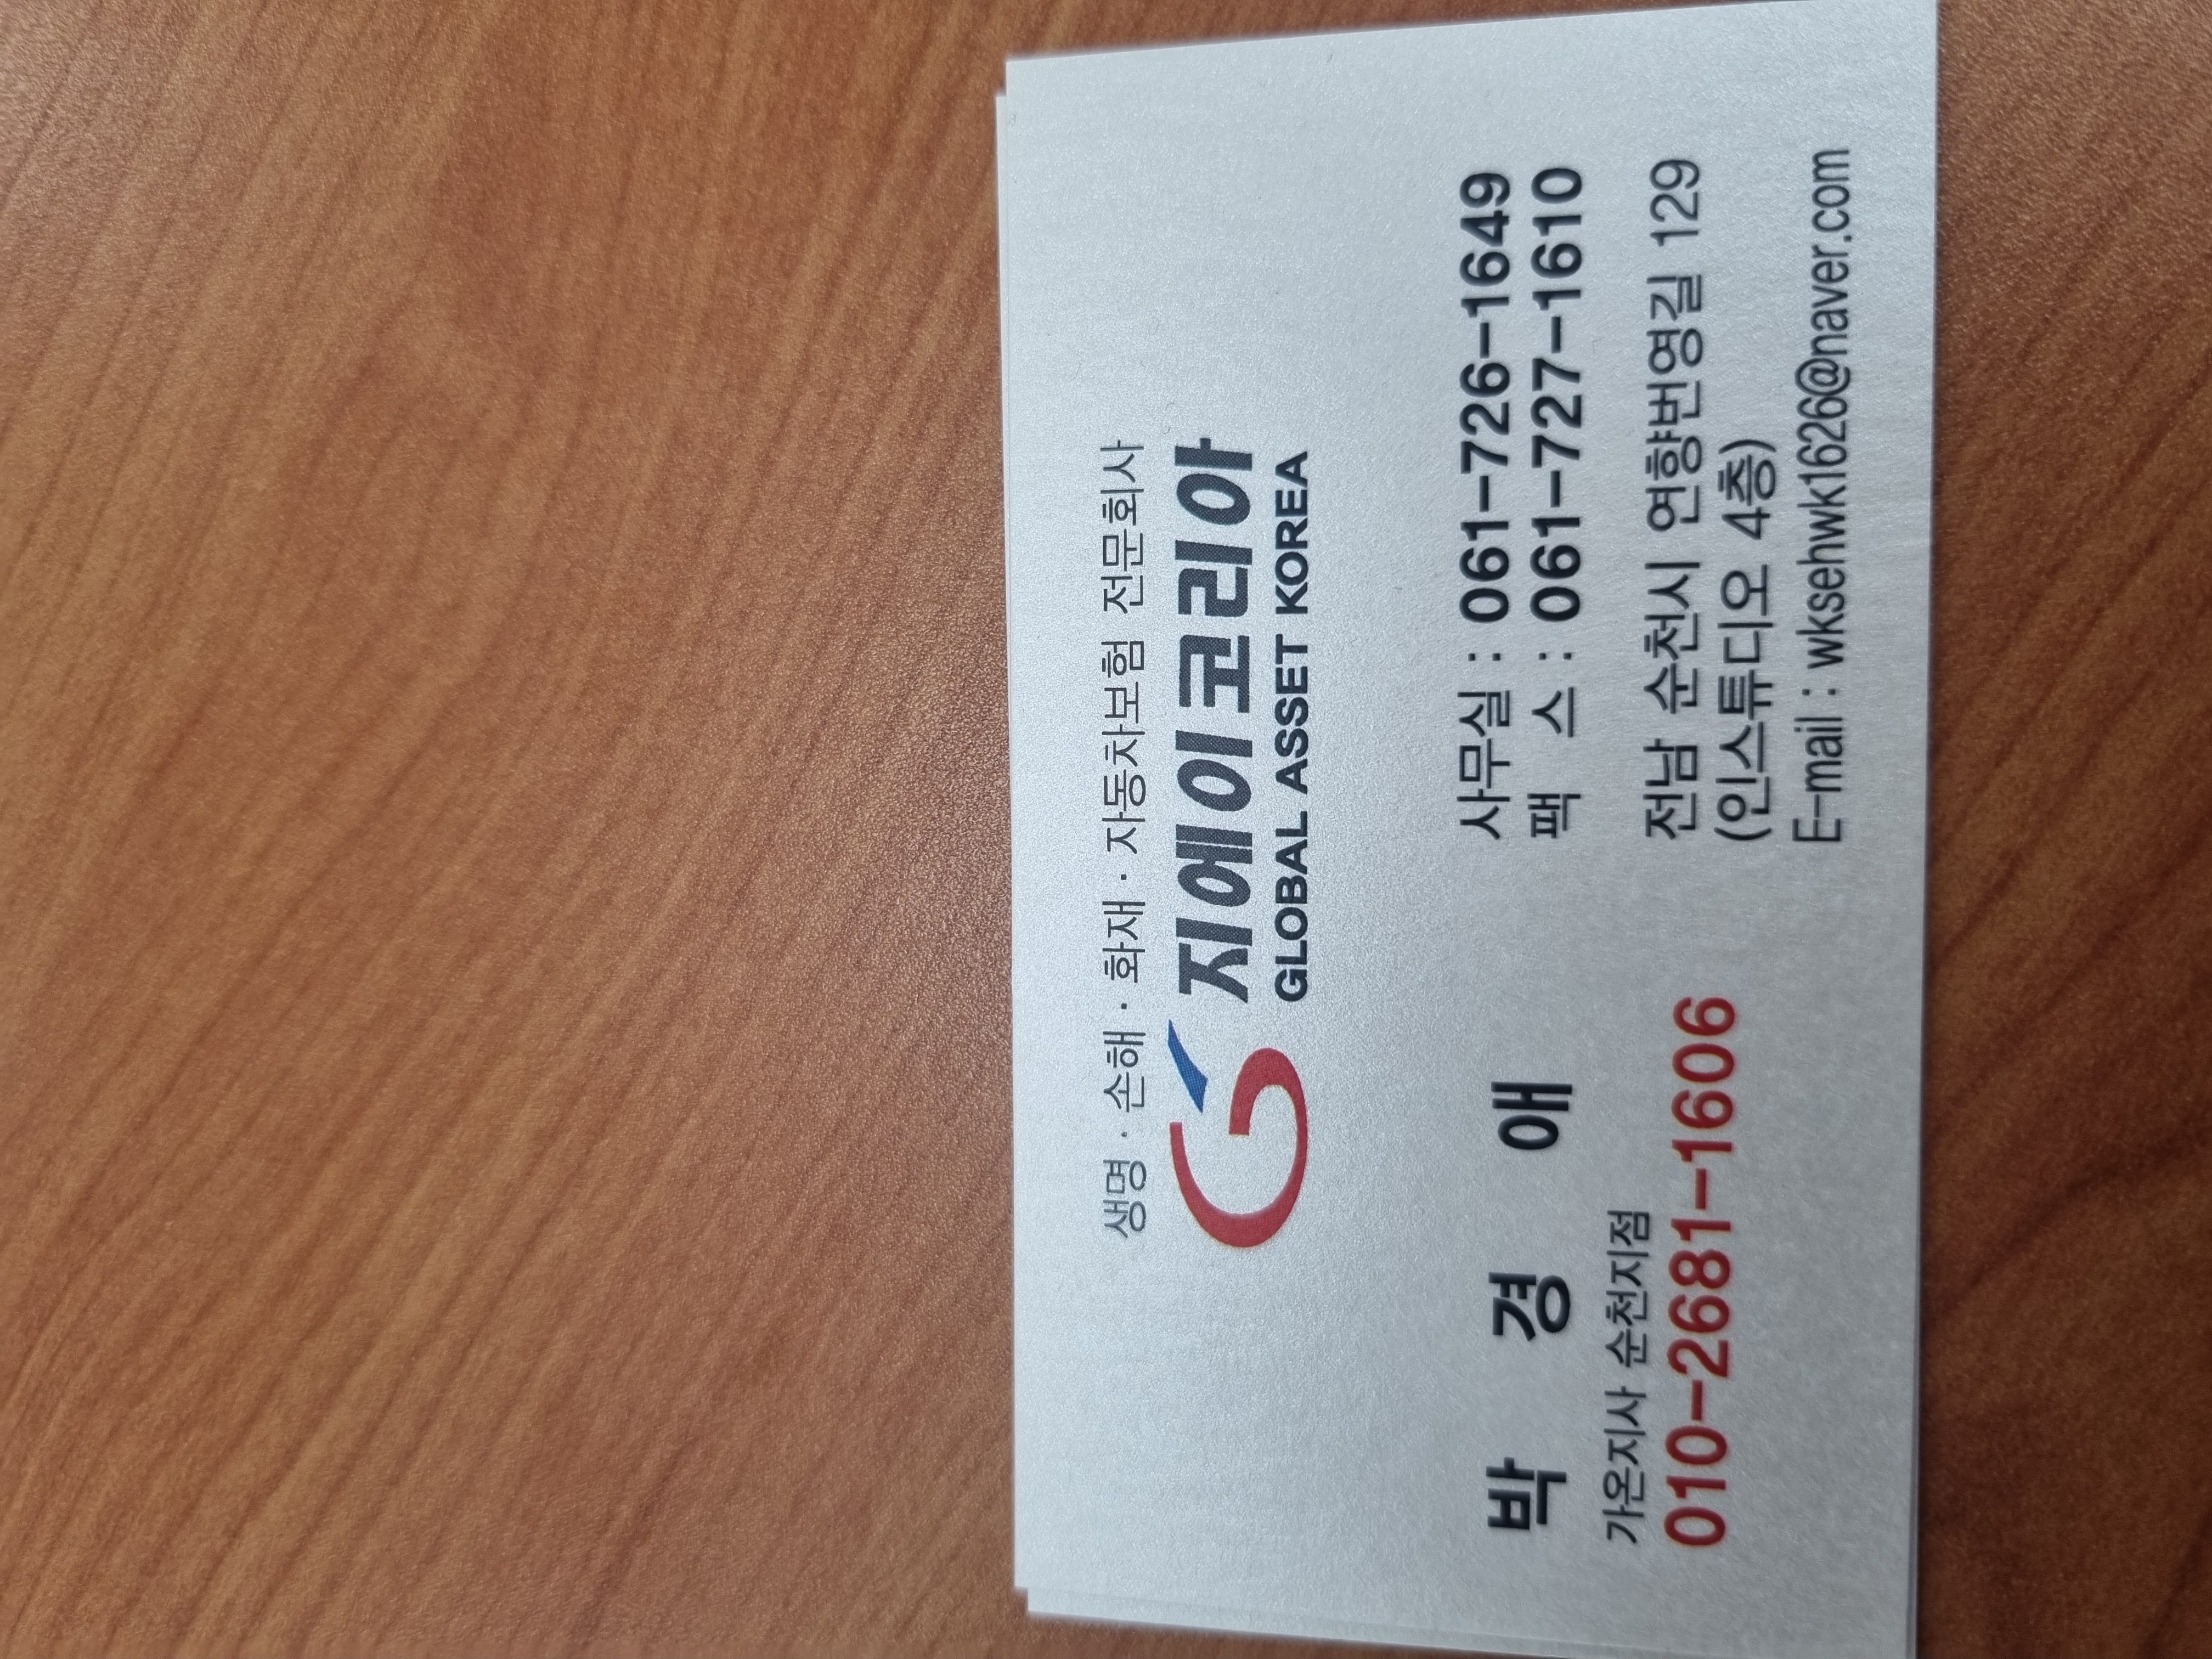 생명 · 손해 · 화재 · 자동차보험 전문회사
지에이코리아
GLOBAL ASSET KOREA
박 경 애
가온지사 순천지점
010-2681-1606
사무실 : 061-726-1649
팩 스 : 061-727-1610
전남 순천시 연향번영길 129
(인스튜디오 4층)
E-mail : wksehwk1626@naver.com